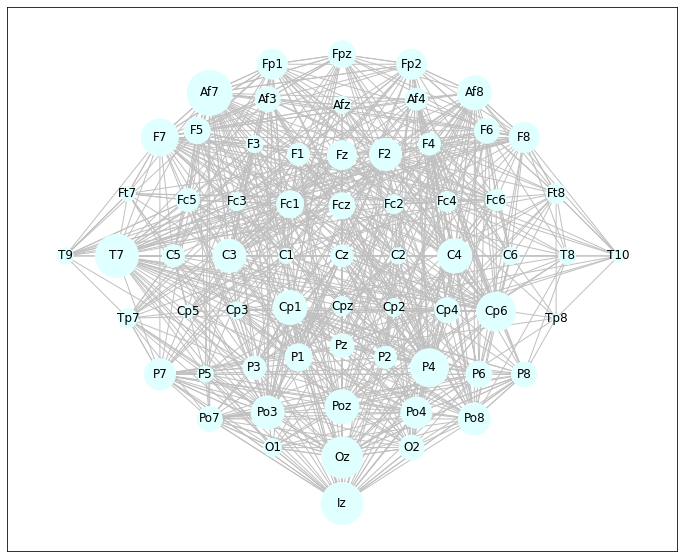 Fpz
Fp1 Fp2
Af7 Af3 Afz Af4 Af8
F7 F5 F3 F1 Fz F2 F4 F6 F8
Ft7 Fc5 Fc3 Fc1 Fcz Fc2 Fc4 Fc6 Ft8
T9 T7 C5 C3 C1 Cz C2 C4 C6 T8 T10
Tp7 Cp5 Cp3 Cp1 Cpz Cp2 Cp4 Cp6 Tp8
P7 P5 P3 P1 Pz P2 P4 P6 P8
Po7 Po3 Poz Po4 Po8
O1 Oz O2
Iz